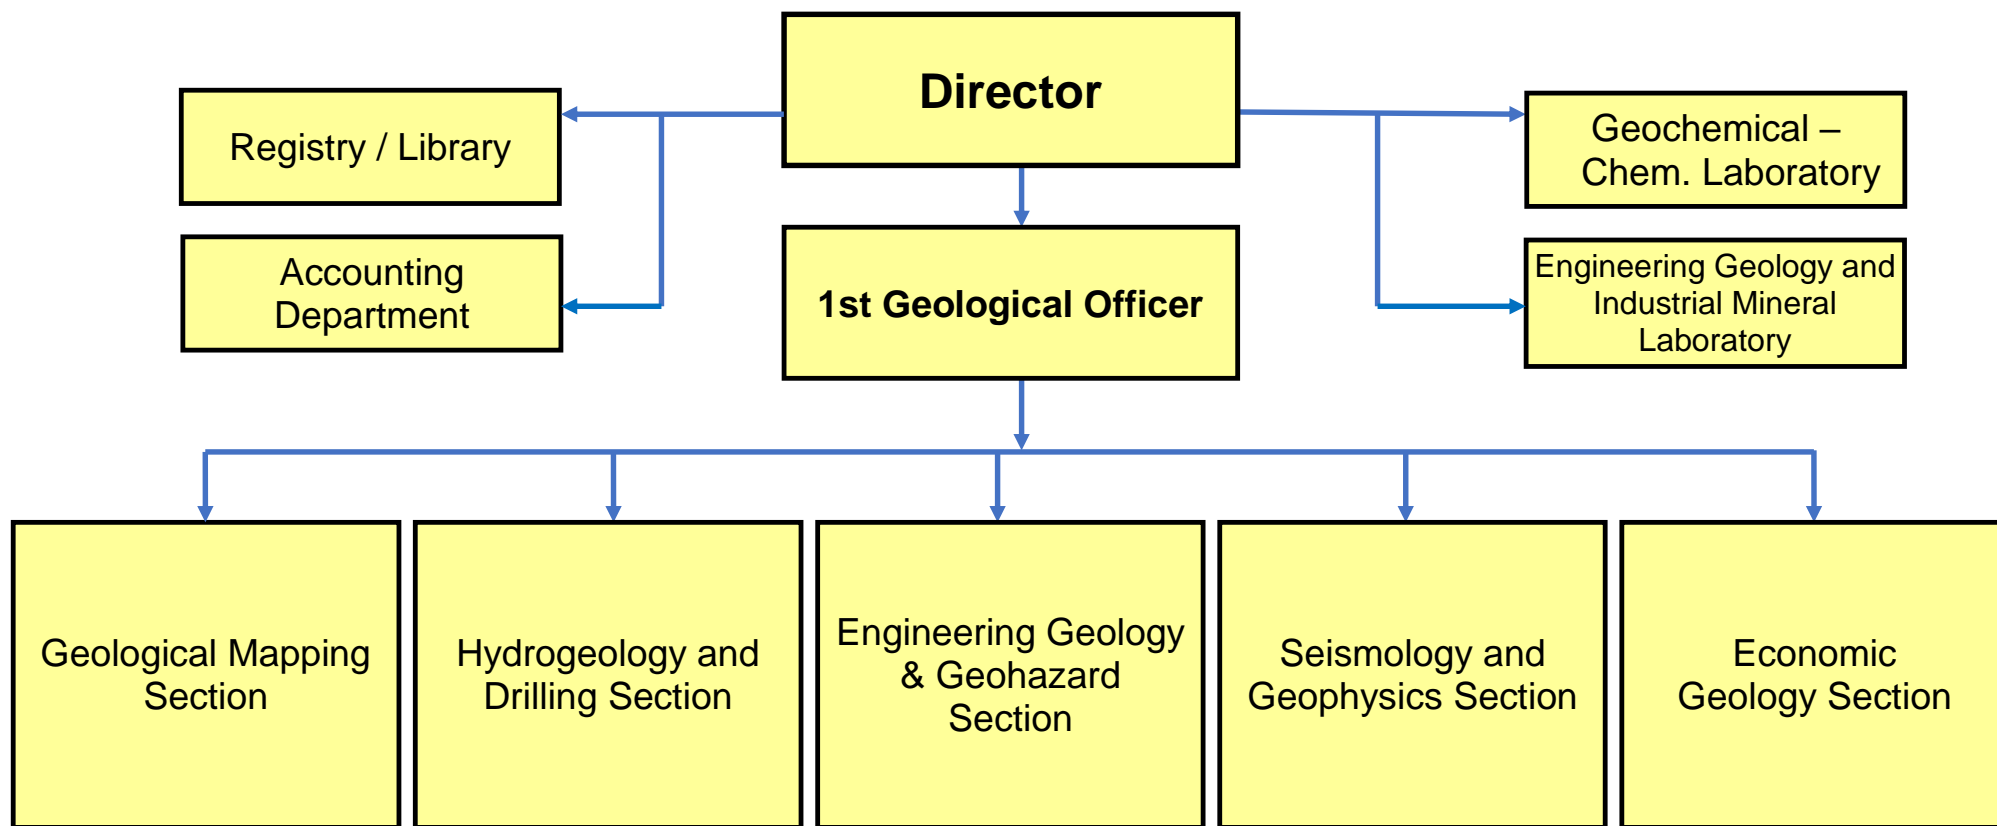 Director
Registry / Library
Geochemical –
Chem. Laboratory
Accounting
Department
1st Geological Officer
Engineering Geology and
Industrial Mineral
Laboratory
Geological Mapping
Section
Hydrogeology and
Drilling Section
Engineering Geology
& Geohazard
Section
Seismology and
Geophysics Section
Economic
Geology Section